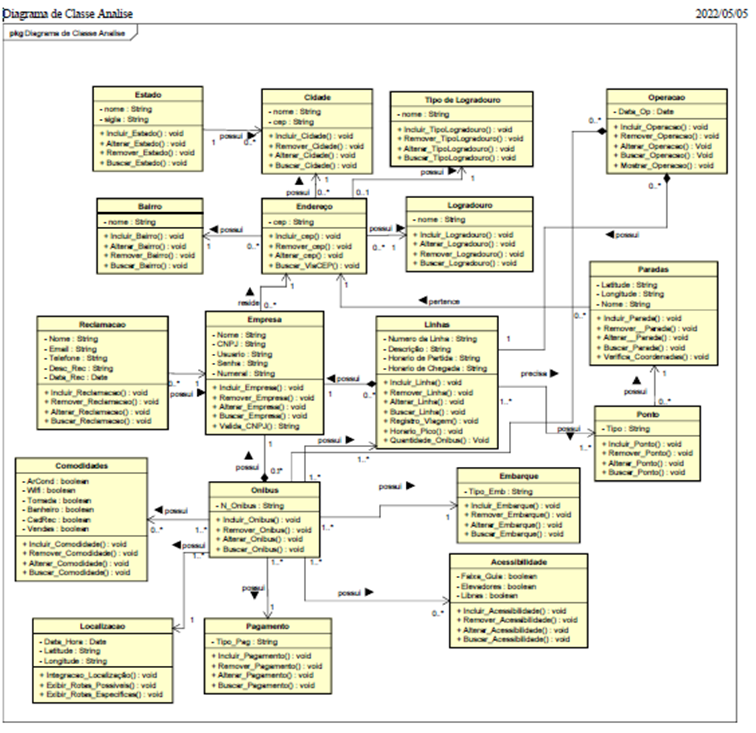 Diagrama de Classe Analise
2022/05/05
pkg Diagrama de Classe Analise
Estado
- nome : String
- sigla : String
+ Incluir_Estado() : void
+ Alterar_Estado() : void
+ Remover_Estado() : void
+ Buscar_Estado() : void
possui
1
0..*
Cidade
- nome : String
- cep : String
+ Incluir_Cidade() : void
+ Remover_Cidade() : void
+ Alterar_Cidade() : void
+ Buscar_Cidade() : void
Tipo de Logradouro
- nome : String
+ Incluir_TipoLogradouro() : void
+ Remover_TipoLogradouro() : void
+ Alterar_TipoLogradouro() : void
+ Buscar_TipoLogradouro() : void
Operacao
- Data_Op : Date
+ Incluir_Operacao() : void
+ Remover_Operacao() : void
+ Alterar_Operacao() : void
+ Buscar_Operacao() : void
+ Mostrar_Operacao() : void
0..*
0..*
possui
1
possui
0..*
0..1
1
Bairro
- nome : String
+ Incluir_Bairro() : void
+ Alterar_Bairro() : void
+ Remover_Bairro() : void
+ Buscar_Bairro() : void
possui
1
0..*
Endereço
- cep : String
+ Incluir_cep() : void
+ Remover_cep() : void
+ Alterar_cep() : void
+ Buscar_ViaCEP() : void
possui
0..*
1
Logradouro
- nome : String
+ Incluir_Logradouro() : void
+ Alterar_Logradouro() : void
+ Remover_Logradouro() : void
+ Buscar_Logradouro() : void
possui
Paradas
- Latitude : String
- Longitude : String
- Nome : String
+ Incluir_Parada() : void
+ Remover__Parada() : void
+ Alterar__Parada() : void
+ Buscar_Parada() : void
+ Verifica_Coordenadas() : void
1
1
pertence
0..*
reside
0..*
Reclamacao
- Nome : String
- Email : String
- Telefone : String
- Desc_Rec : String
- Data_Rec : Date
+ Incluir_Reclamacao() : void
+ Remover_Reclamacao() : void
+ Alterar_Reclamacao() : void
+ Buscar_Reclamacao() : void
0..*
1
possui
Empresa
- Nome : String
- CNPJ : String
- Usuario : String
- Senha : String
- Numeral : String
+ Incluir_Empresa() : void
+ Remover_Empresa() : void
+ Alterar_Empresa() : void
+ Buscar_Empresa() : void
+ Valida_CNPJ() : String
possui
1
0..*
Linhas
- Numero da Linha : String
- Descrição : String
- Horario de Partida : String
- Horario de Chegada : String
+ Incluir_Linha() : void
+ Remover_Linha() : void
+ Alterar_Linha() : void
+ Buscar_Linha() : void
+ Registro_Viagem() : void
+ Horario_Pico() : void
+ Quantidade_Onibus() : void
1
precisa
1..*
possui
1..*
possui
1
0..*
Ponto
- Tipo : String
+ Incluir_Ponto() : void
+ Remover_Ponto() : void
+ Alterar_Ponto() : void
+ Buscar_Ponto() : void
1
possui
0..*
possui
1..*
1..*
Comodidades
- ArCond : boolean
- Wifi : boolean
- Tomada : boolean
- Banheiro : boolean
- CadRec : boolean
- Vendas : boolean
+ Incluir_Comodidade() : void
+ Remover_Comodidade() : void
+ Alterar_Comodidade() : void
+ Buscar_Comodidade() : void
possui
0..*
1..*
Onibus
- N_Onibus : String
+ Incluir_Onibus() : void
+ Remover_Onibus() : void
+ Alterar_Onibus() : void
+ Buscar_Onibus() : void
possui
1..*
1
Embarque
- Tipo_Emb : String
+ Incluir_Embarque() : void
+ Remover_Embarque() : void
+ Alterar_Embarque() : void
+ Buscar_Embarque() : void
possui
1..*
1..*
1..*
Acessibilidade
- Faixa_Guia : boolean
- Elevadores : boolean
- Libras : boolean
+ Incluir_Acessibilidade() : void
+ Remover_Acessibilidade() : void
+ Alterar_Acessibilidade() : void
+ Buscar_Acessibilidade() : void
possui
possui
0..*
1
1
Localizacao
- Data_Hora : Date
- Latitude : String
- Longitude : String
+ Integracao_Localização() : void
+ Exibir_Rotas_Possiveis() : void
+ Exibir_Rotas_Especificas() : void
Pagamento
- Tipo_Pag : String
+ Incluir_Pagamento() : void
+ Remover_Pagamento() : void
+ Alterar_Pagamento() : void
+ Buscar_Pagamento() : void